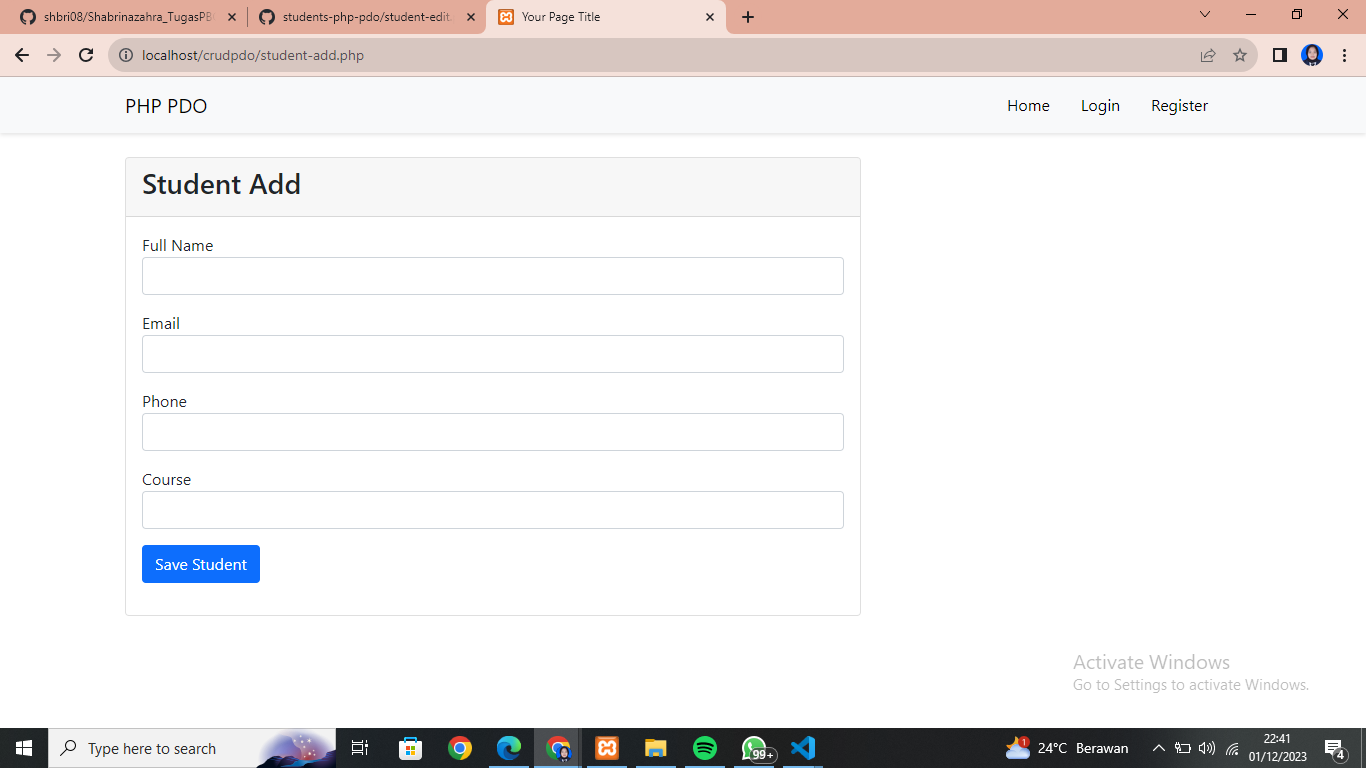 shbri08/Shabrinazahra_TugasPB
students-php-pdo/student-edit.
Your Page Title
localhost/crudpdo/student-add.php
PHP PDO
Home
Login
Register
Student Add
Full Name
Email
Phone
Course
Save Student
Activate Windows
Go to Settings to activate Windows.
Type here to search
99+
1
24°C Berawan
22:41
01/12/2023
4